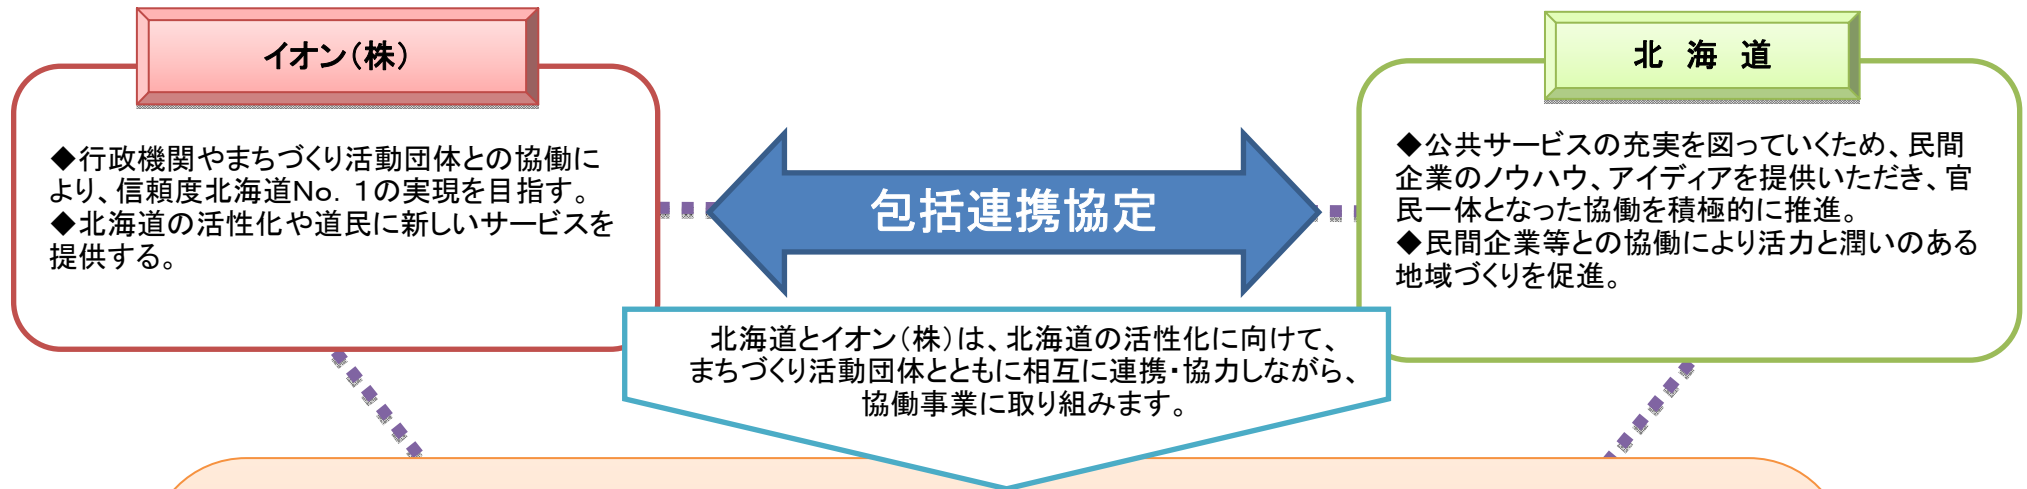 イオン（株）
◆行政機関やまちづくり活動団体との協働に
より、信頼度北海道No．１の実現を目指す。
◆北海道の活性化や道民に新しいサービスを
提供する。
包括連携協定
北　海　道
◆公共サービスの充実を図っていくため、民間
企業のノウハウ、アイディアを提供いただき、官
民一体となった協働を積極的に推進。
◆民間企業等との協働により活力と潤いのある
地域づくりを促進。
北海道とイオン（株）は、北海道の活性化に向けて、
まちづくり活動団体とともに相互に連携・協力しながら、
協働事業に取り組みます。